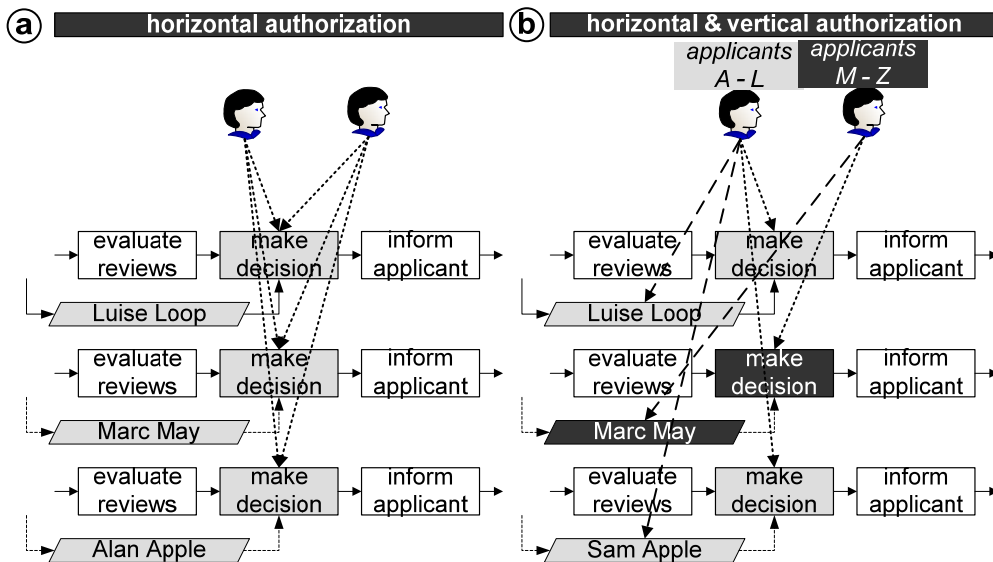 a horizontal authorization
evaluate
reviews
make
decision
inform
applicant
Luise Loop
evaluate
reviews
make
decision
inform
applicant
Marc May
evaluate
reviews
make
decision
inform
applicant
Alan Apple
b horizontal & vertical authorization
applicants
A - L
applicants
M - Z
evaluate
reviews
make
decision
inform
applicant
Luise Loop
evaluate
reviews
make
decision
inform
applicant
Marc May
evaluate
reviews
make
decision
inform
applicant
Sam Apple